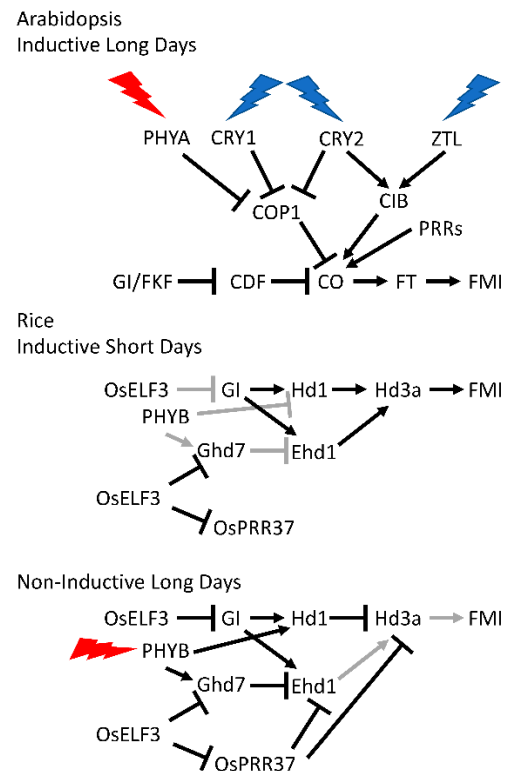 Arabidopsis
Inductive Long Days
PHYA CRY1 CRY2 ZTL
COP1 CIB
PRRs
GI/FKF CDF CO FT FMI
Rice
Inductive Short Days
OsELF3 GI Hd1 Hd3a FMI
PHYB
Ghd7 Ehd1
OsELF3
OsPRR37
Non-Inductive Long Days
OsELF3 GI Hd1 Hd3a FMI
PHYB
Ghd7 Ehd1
OsELF3
OsPRR37